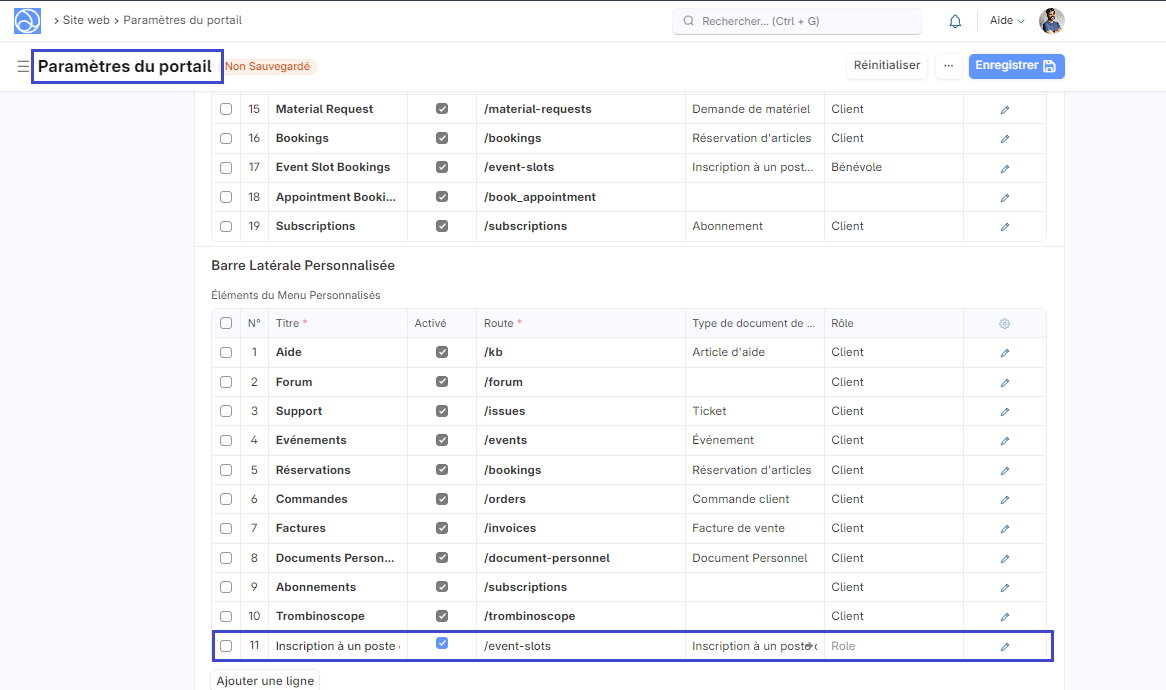 Site web > Paramètres du portail
Rechercher... (Ctrl + G)
Aide
Paramètres du portail
Non Sauvegardé
Réinitialiser
...
Enregistrer
15 Material Request /material-requests Demande de matériel Client
16 Bookings /bookings Réservation d'articles Client
17 Event Slot Bookings /event-slots Inscription à un post... Bénévole
18 Appointment Booki... /book_appointment
19 Subscriptions /subscriptions Abonnement Client
Barre Latérale Personnalisée
Éléments du Menu Personnalisés
N° Titre * Activé Route * Type de document de ... Rôle
1 Aide /kb Article d'aide Client
2 Forum /forum Client
3 Support /issues Ticket Client
4 Evénements /events Événement Client
5 Réservations /bookings Réservation d'articles Client
6 Commandes /orders Commande client Client
7 Factures /invoices Facture de vente Client
8 Documents Person... /document-personnel Document Personnel Client
9 Abonnements /subscriptions Client
10 Trombinoscope /trombinoscope Client
11 Inscription à un poste /event-slots Inscription à un poste Role
Ajouter une ligne